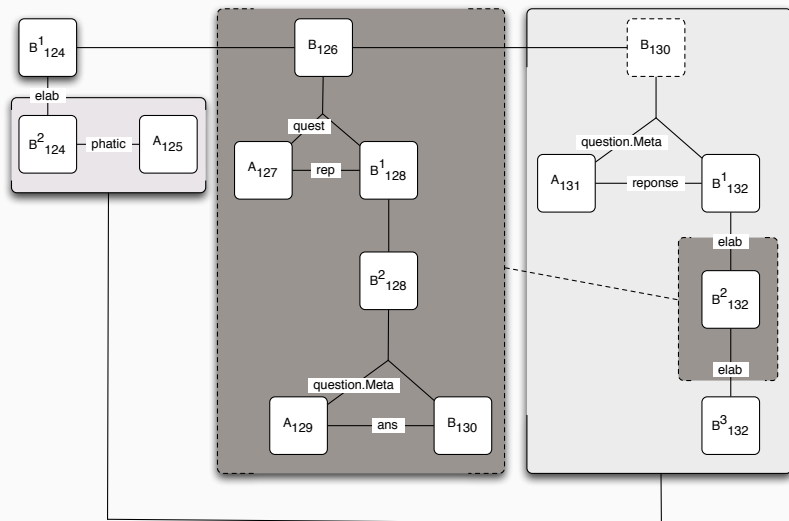 B¹124
B126
B130
elab
B²124
phatic
A125
quest
A127
rep
B¹128
question.Meta
A131
reponse
B¹132
elab
B²128
B²132
elab
question.Meta
A129
ans
B130
B³132